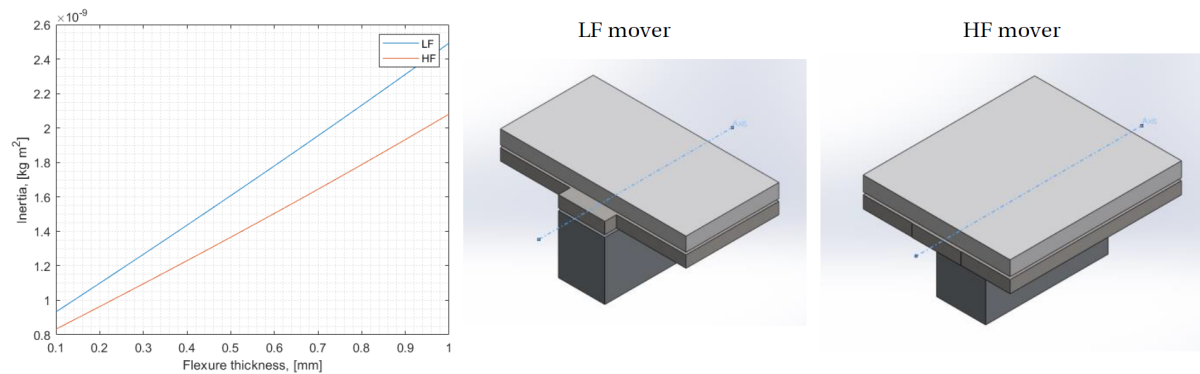 ×10⁻⁹
2.6
2.4
2.2
2
1.8
1.6
1.4
1.2
1
0.8
Inertia, [kg m²]
0.1 0.2 0.3 0.4 0.5 0.6 0.7 0.8 0.9 1
Flexure thickness, [mm]
LF
HF
LF mover
HF mover